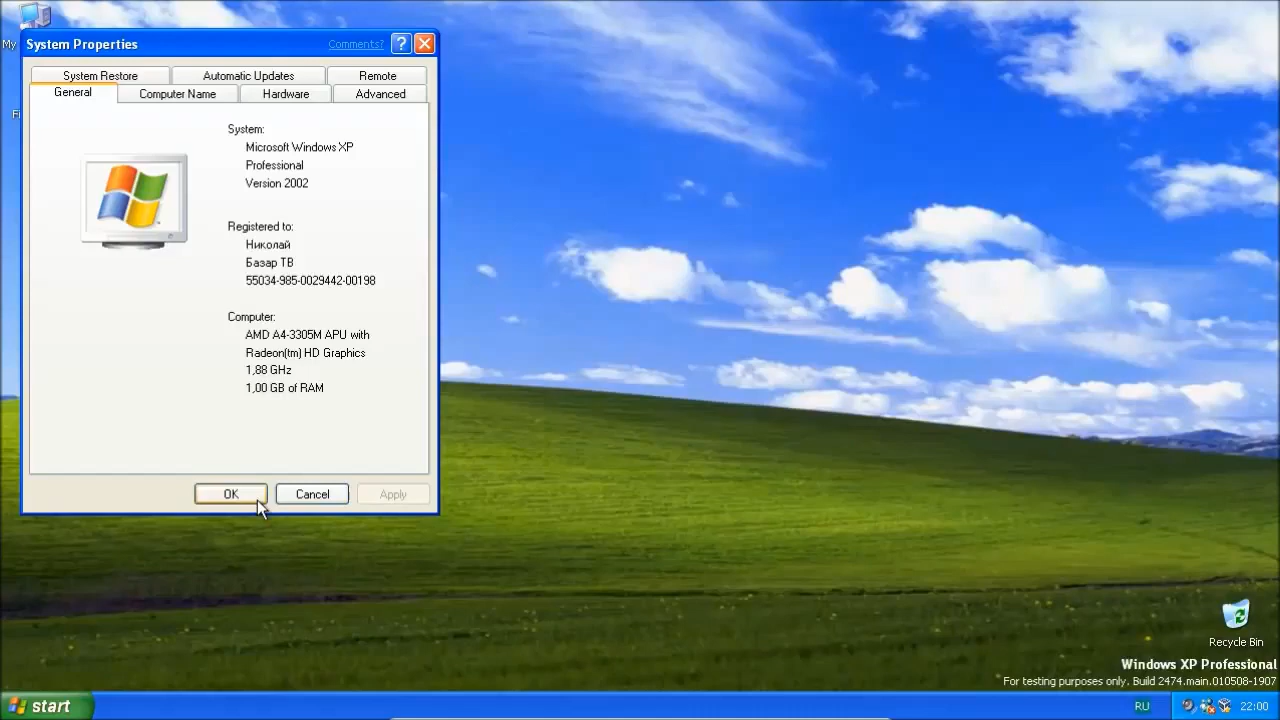 My
System Properties
Comments?
System Restore
Automatic Updates
Remote
General
Computer Name
Hardware
Advanced
System:
Microsoft Windows XP
Professional
Version 2002
Registered to:
Николай
Базар ТВ
55034-985-0029442-00198
Computer:
AMD A4-3305M APU with
Radeon(tm) HD Graphics
1,88 GHz
1,00 GB of RAM
OK
Cancel
Apply
Recycle Bin
Windows XP Professional
For testing purposes only. Build 2474.main.010508-1907
start
RU
22:00